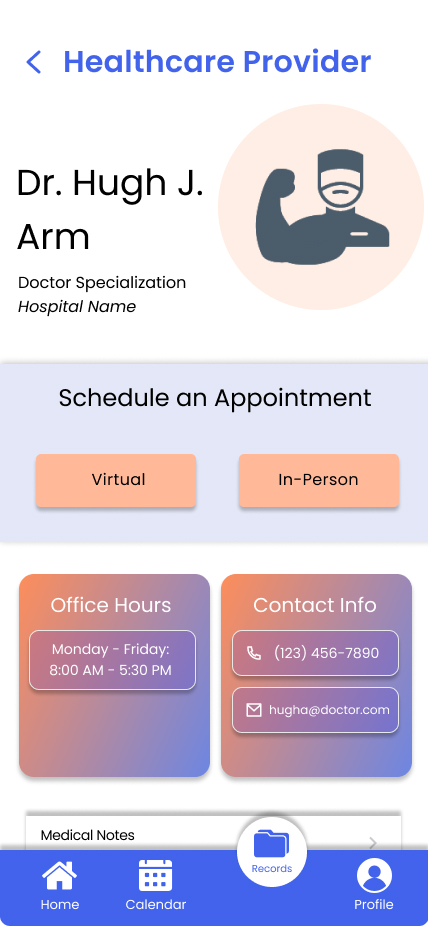 Healthcare Provider
Dr. Hugh J.
Arm
Doctor Specialization
Hospital Name
Schedule an Appointment
Virtual
In-Person
Office Hours
Monday - Friday:
8:00 AM - 5:30 PM
Contact Info
(123) 456-7890
hugha@doctor.com
Medical Notes
Home
Calendar
Records
Profile